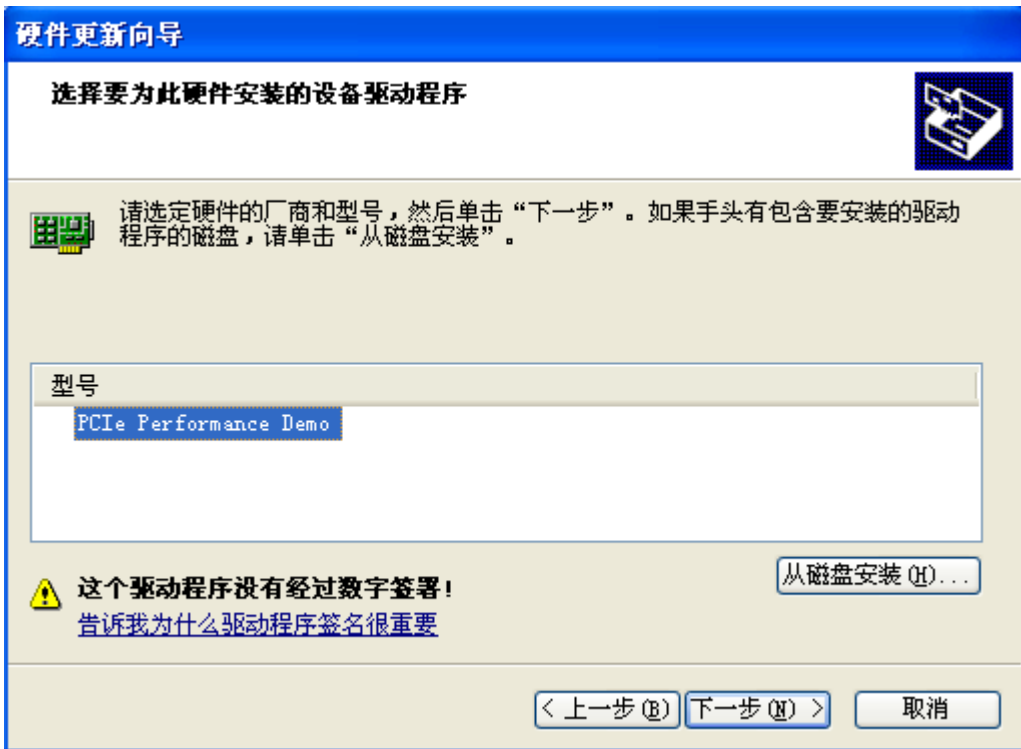 硬件更新向导
选择要为此硬件安装的设备驱动程序
请选定硬件的厂商和型号，然后单击“下一步”。如果手头有包含要安装的驱动
程序的磁盘，请单击“从磁盘安装”。
型号
PCIe Performance Demo
从磁盘安装(H)...
这个驱动程序没有经过数字签署!
告诉我为什么驱动程序签名很重要
< 上一步(B)
下一步(N) >
取消